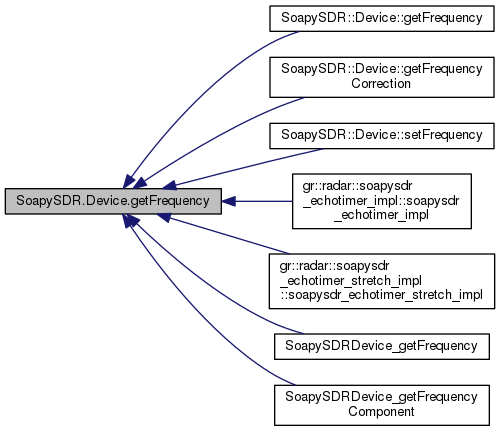 SoapySDR::Device::getFrequency
SoapySDR::Device::getFrequency
Correction
SoapySDR::Device::setFrequency
SoapySDR.Device.getFrequency
gr::radar::soapysdr
_echotimer_impl::soapysdr
_echotimer_impl
gr::radar::soapysdr
_echotimer_stretch_impl
::soapysdr_echotimer_stretch_impl
SoapySDRDevice_getFrequency
SoapySDRDevice_getFrequency
Component